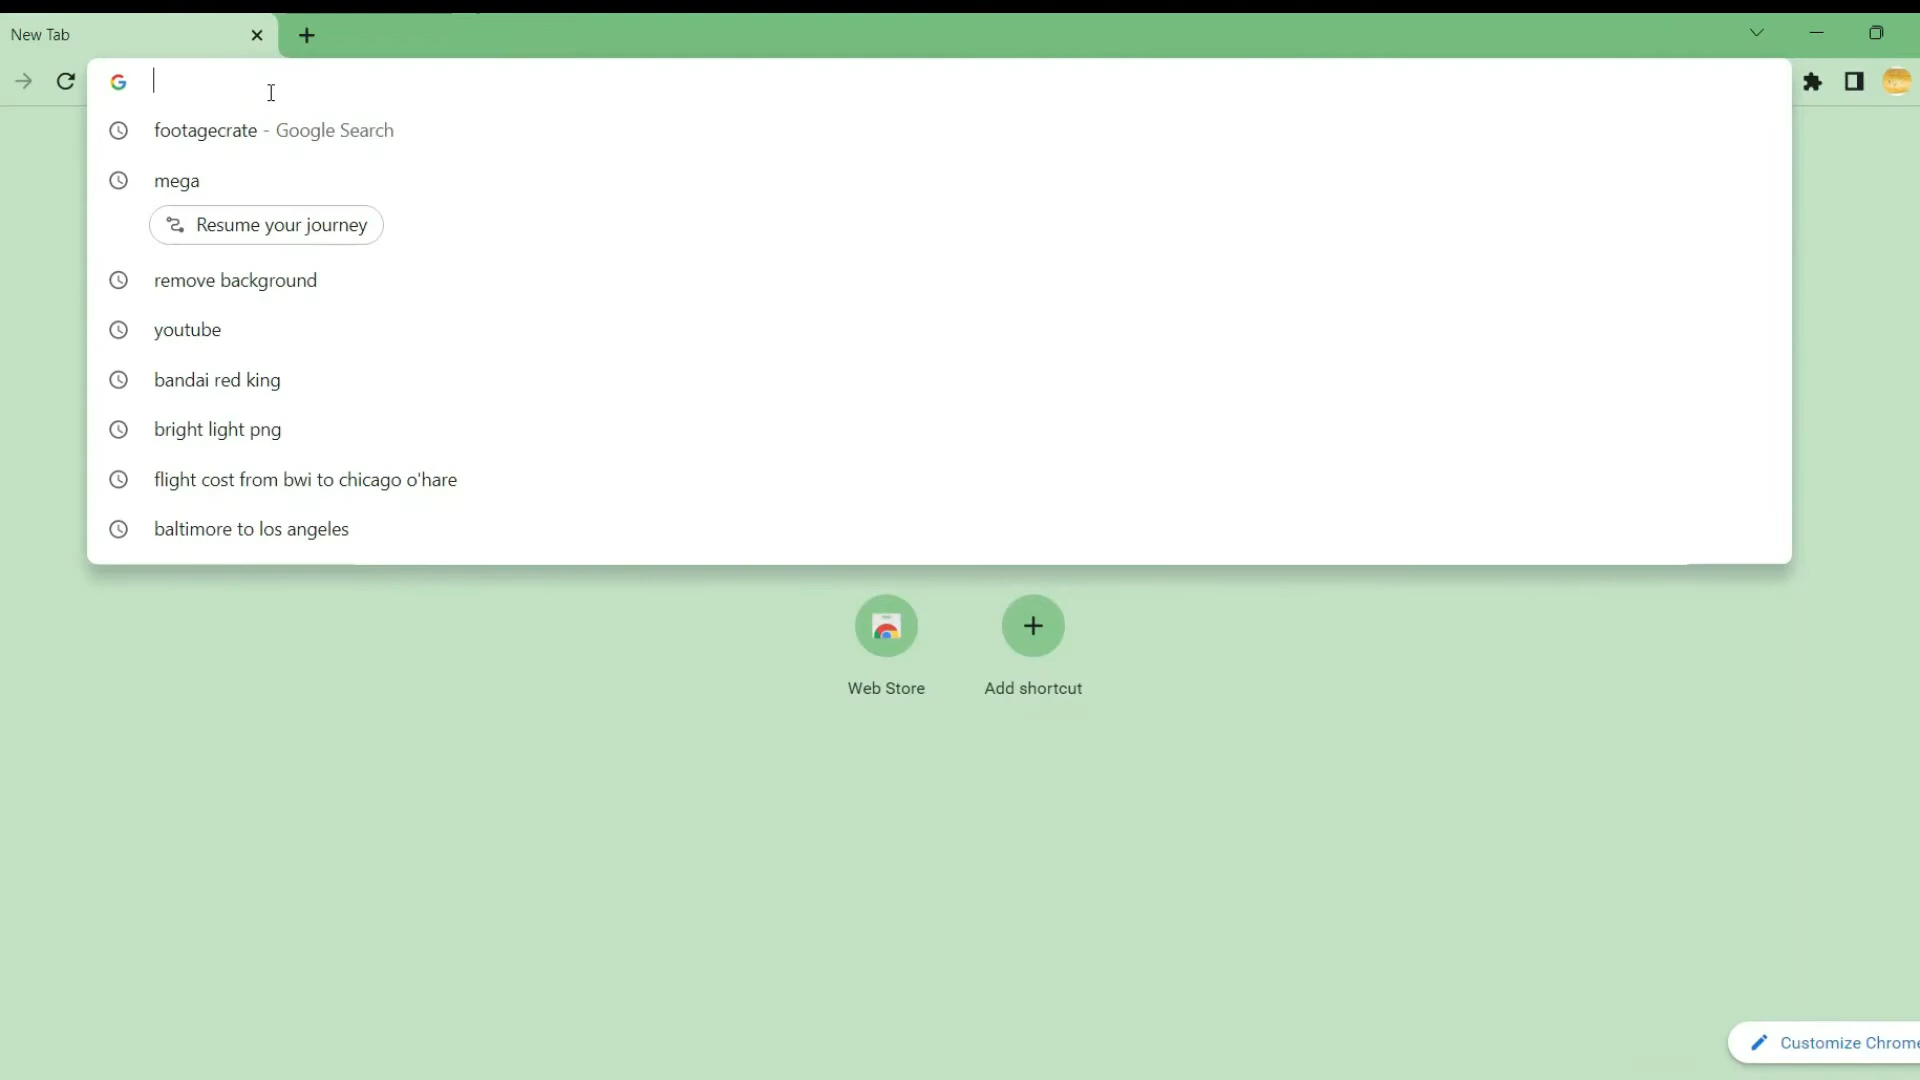 New Tab
footagecrate - Google Search
mega
Resume your journey
remove background
youtube
bandai red king
bright light png
flight cost from bwi to chicago o'hare
baltimore to los angeles
Web Store
Add shortcut
Customize Chrome